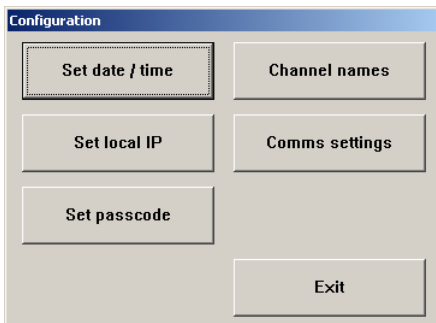 Configuration
Set date / time
Channel names
Set local IP
Comms settings
Set passcode
Exit